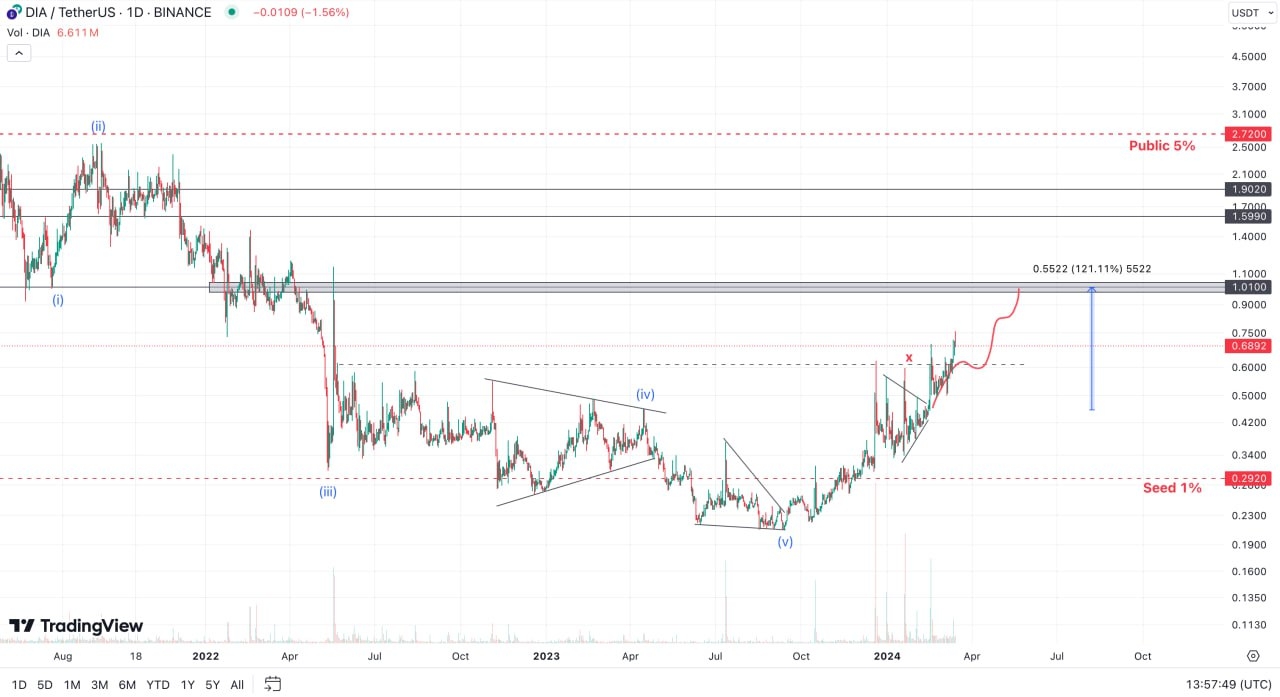 DIA / TetherUS · 1D · BINANCE −0.0109 (−1.56%)
USDT
Vol · DIA 6.611M
4.5000
3.7000
3.1000
(ii)
2.7200
Public 5%
2.5000
2.1000
1.9020
1.7000
1.5990
1.4000
0.5522 (121.11%) 5522
1.1000
1.0100
(i)
0.9000
0.7500
0.6892
x
0.6000
0.5000
(iv)
0.4200
0.3400
0.2920
Seed 1%
(iii)
0.2300
(v)
0.1900
0.1600
0.1350
TradingView
0.1130
Aug 18 2022 Apr Jul Oct 2023 Apr Jul Oct 2024 Apr Jul Oct
1D 5D 1M 3M 6M YTD 1Y 5Y All
13:57:49 (UTC)